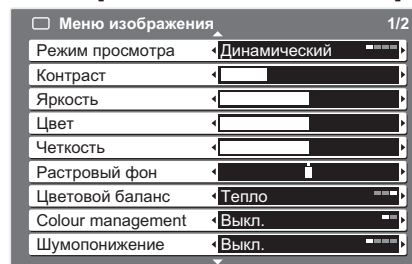 Меню изображения 1/2
Режим просмотра Динамический
Контраст
Яркость
Цвет
Четкость
Растровый фон
Цветовой баланс Тепло
Colour management Выкл.
Шумопонижение Выкл.